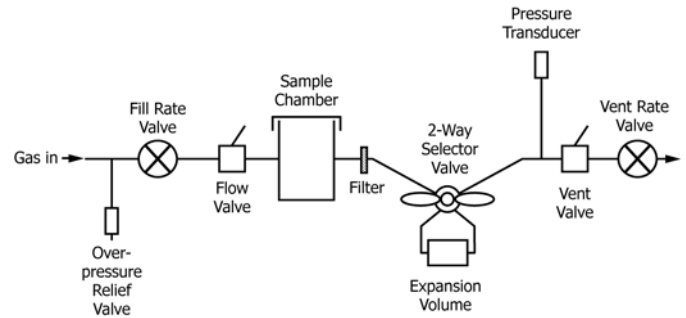 Pressure
Transducer
Sample
Chamber
Fill Rate
Valve
2-Way
Selector
Valve
Vent Rate
Valve
Gas in
Flow
Valve
Filter
Vent
Valve
Over-
pressure
Relief
Valve
Expansion
Volume